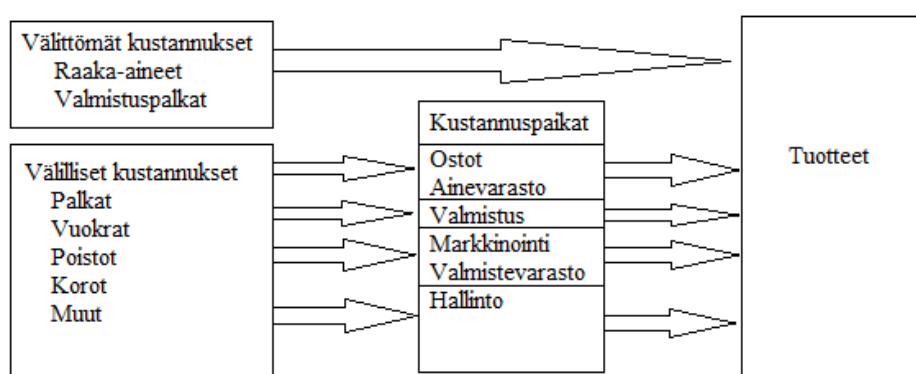 Välittömät kustannukset
Raaka-aineet
Valmistuspalkat
Välilliset kustannukset
Palkat
Vuokrat
Poistot
Korot
Muut
Kustannuspaikat
Ostot
Ainevarasto
Valmistus
Markkinointi
Valmistevarasto
Hallinto
Tuotteet